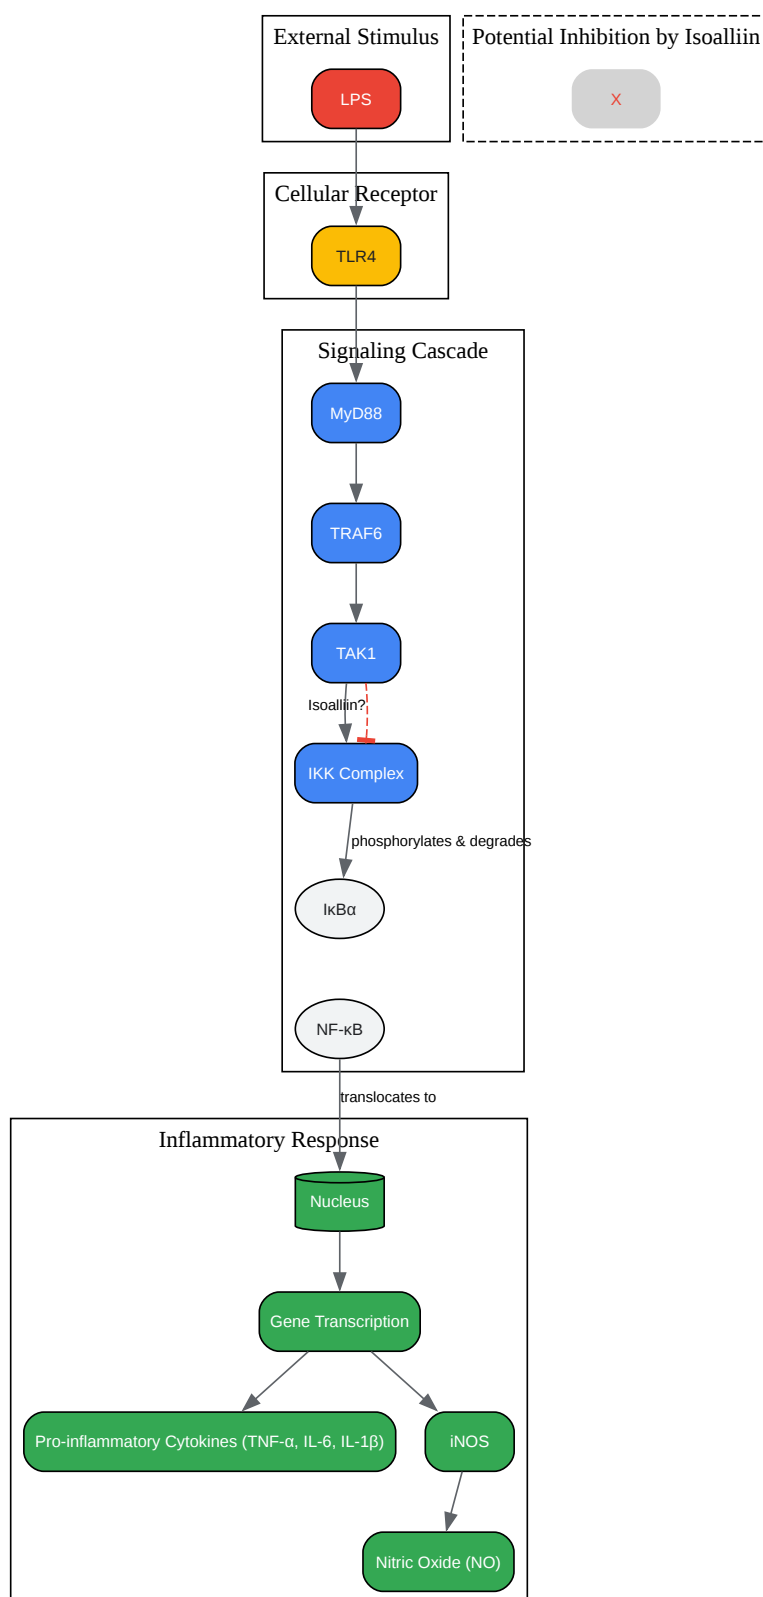 External Stimulus
Potential Inhibition by Isoalliin
LPS
X
Cellular Receptor
TLR4
Signaling Cascade
MyD88
TRAF6
TAK1
Isoalliin?
IKK Complex
phosphorylates & degrades
IκBα
NF-κB
translocates to
Inflammatory Response
Nucleus
Gene Transcription
Pro-inflammatory Cytokines (TNF-α, IL-6, IL-1β)
iNOS
Nitric Oxide (NO)